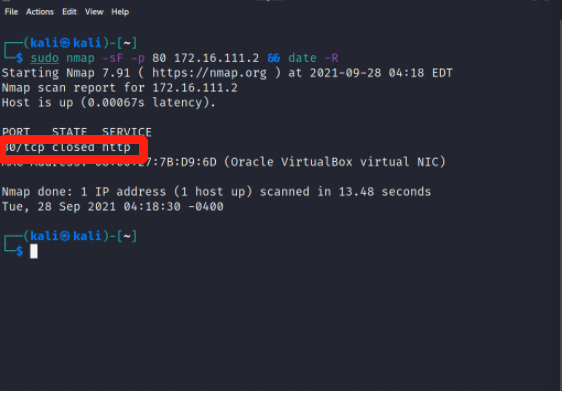 File Actions Edit View Help
(kali㉿kali)-[~]
$ sudo nmap -sF -p 80 172.16.111.2 && date -R
Starting Nmap 7.91 ( https://nmap.org ) at 2021-09-28 04:18 EDT
Nmap scan report for 172.16.111.2
Host is up (0.00067s latency).
PORT STATE SERVICE
80/tcp closed http
:27:7B:D9:6D (Oracle VirtualBox virtual NIC)
Nmap done: 1 IP address (1 host up) scanned in 13.48 seconds
Tue, 28 Sep 2021 04:18:30 -0400
(kali㉿kali)-[~]
$